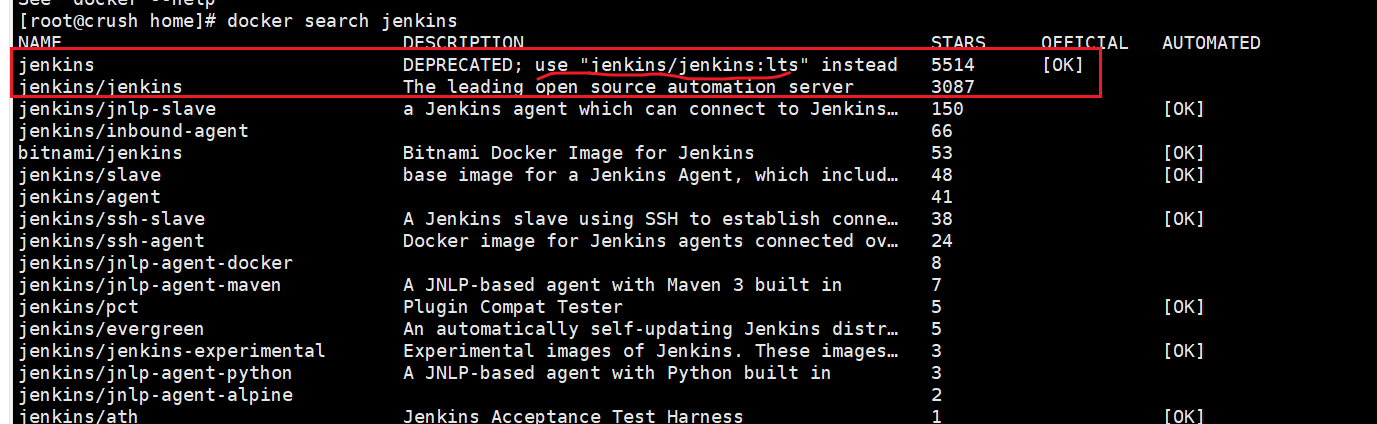 See 'docker --help'
[root@crush home]# docker search jenkins
NAME DESCRIPTION STARS OFFICIAL AUTOMATED
jenkins DEPRECATED; use "jenkins/jenkins:lts" instead 5514 [OK]
jenkins/jenkins The leading open source automation server 3087
jenkins/jnlp-slave a Jenkins agent which can connect to Jenkins… 150 [OK]
jenkins/inbound-agent 66
bitnami/jenkins Bitnami Docker Image for Jenkins 53 [OK]
jenkins/slave base image for a Jenkins Agent, which includ… 48 [OK]
jenkins/agent 41
jenkins/ssh-slave A Jenkins slave using SSH to establish conne… 38 [OK]
jenkins/ssh-agent Docker image for Jenkins agents connected ov… 24
jenkins/jnlp-agent-docker 8
jenkins/jnlp-agent-maven A JNLP-based agent with Maven 3 built in 7
jenkins/pct Plugin Compat Tester 5 [OK]
jenkins/evergreen An automatically self-updating Jenkins distr… 5
jenkins/jenkins-experimental Experimental images of Jenkins. These images… 3 [OK]
jenkins/jnlp-agent-python A JNLP-based agent with Python built in 3
jenkins/jnlp-agent-alpine 2
jenkins/ath Jenkins Acceptance Test Harness 1 [OK]